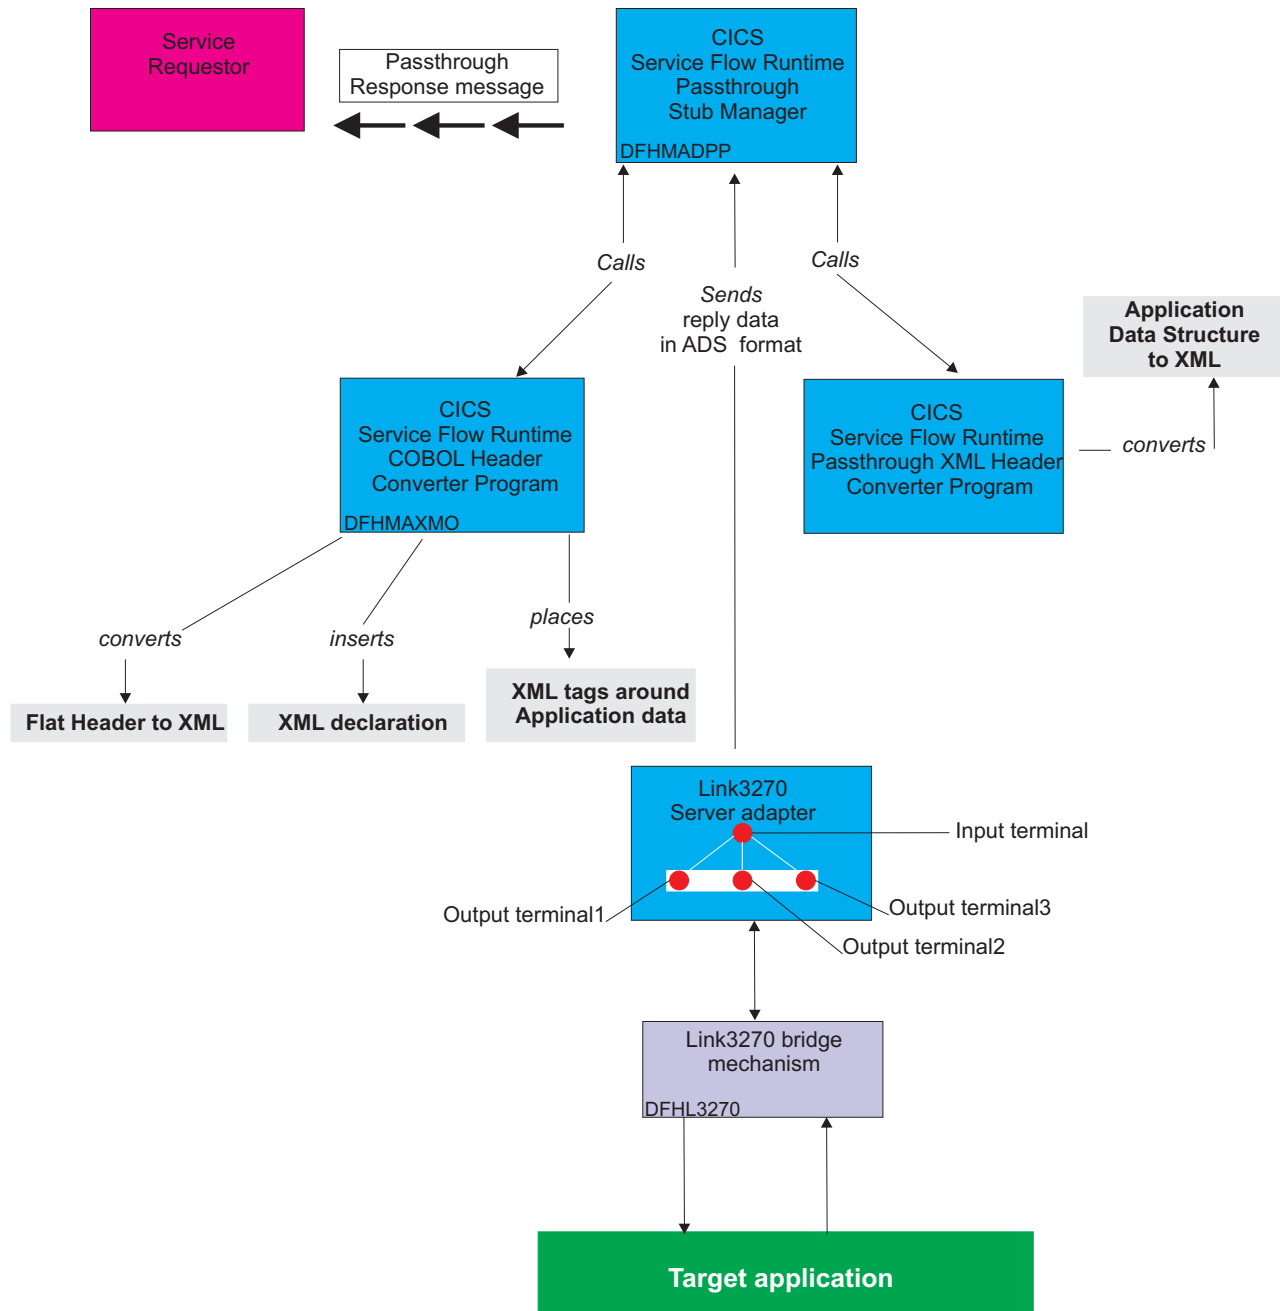 Service
Requestor
Passthrough
Response message
CICS
Service Flow Runtime
Passthrough
Stub Manager
DFHMADPP
Calls
Sends
reply data
in ADS format
Calls
Application
Data Structure
to XML
CICS
Service Flow Runtime
COBOL Header
Converter Program
DFHMAXMO
CICS
Service Flow Runtime
Passthrough XML Header
Converter Program
converts
converts
inserts
places
Flat Header to XML
XML declaration
XML tags around
Application data
Link3270
Server adapter
Input terminal
Output terminal1
Output terminal3
Output terminal2
Link3270 bridge
mechanism
DFHL3270
Target application